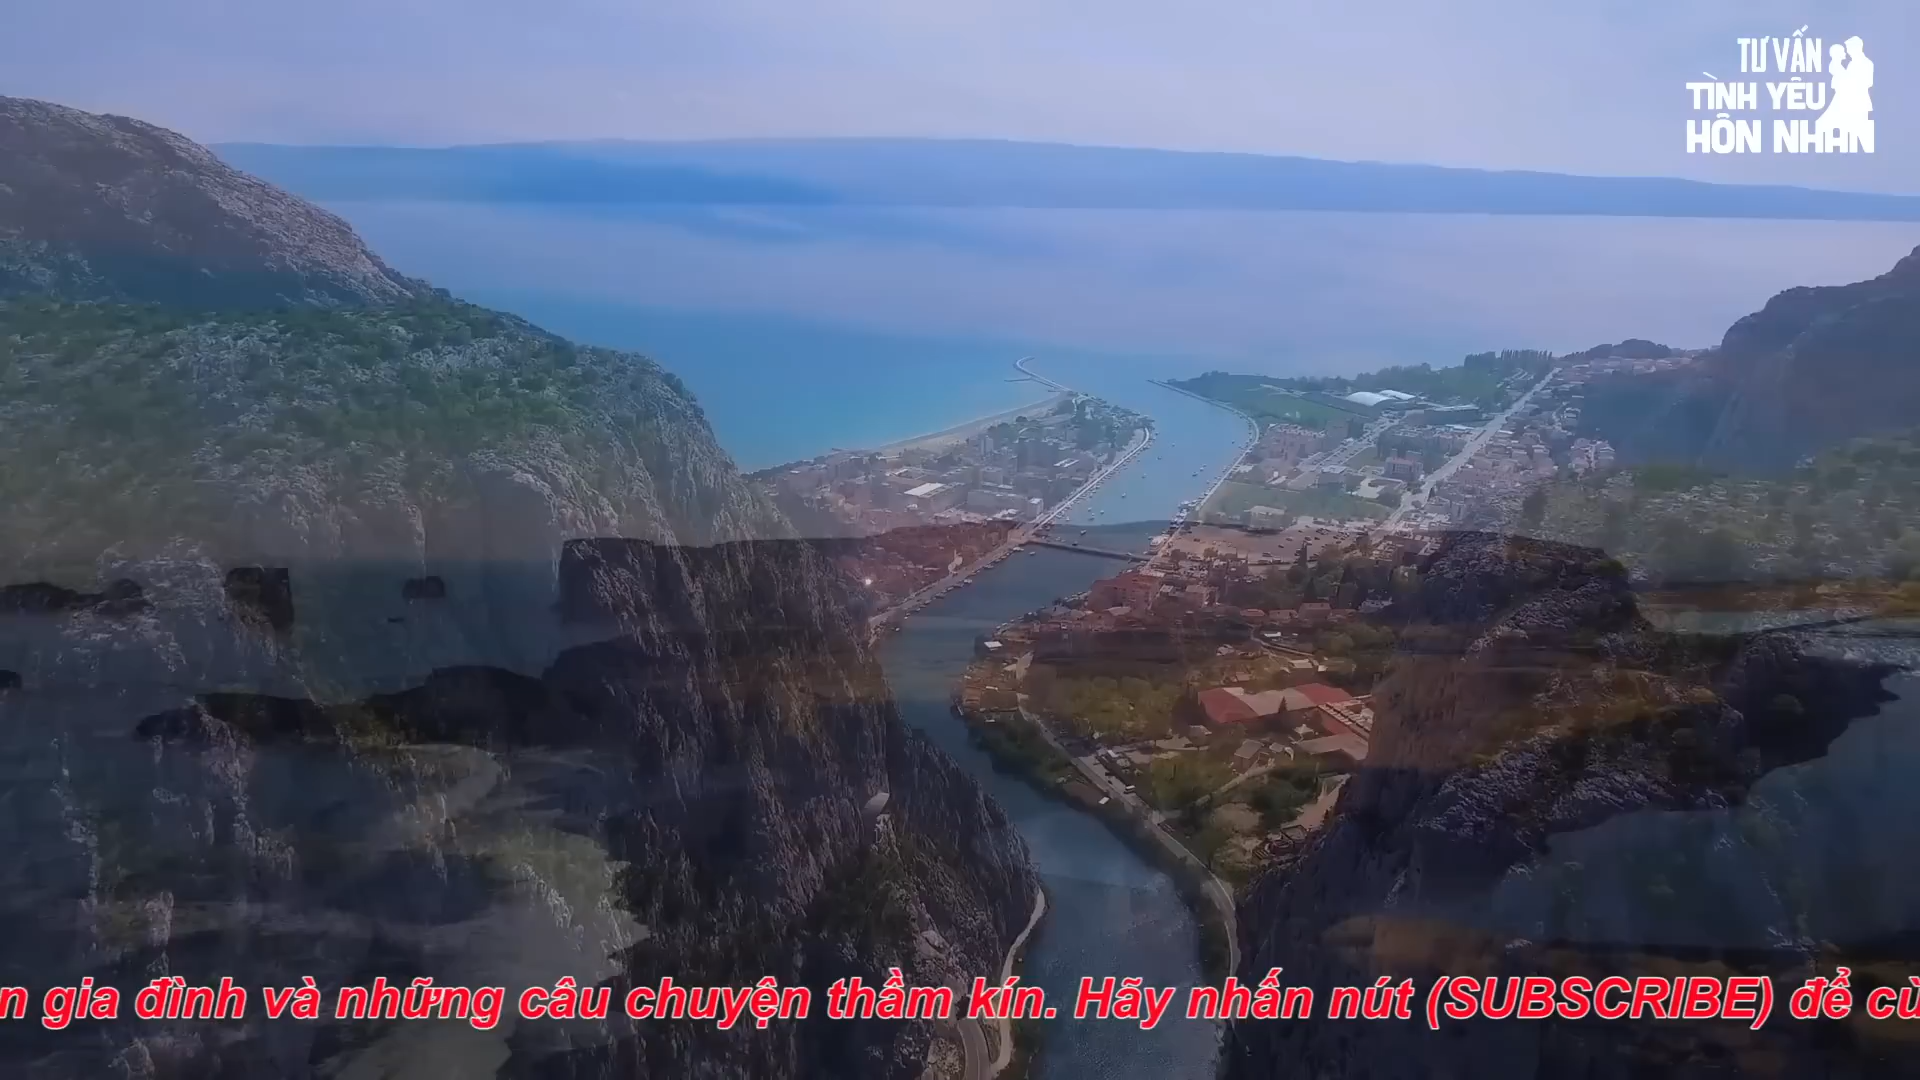 TƯ VẤN
TÌNH YÊU
HÔN NHÂN
gia đình và những câu chuyện thầm kín. Hãy nhấn nút (SUBSCRIBE) để